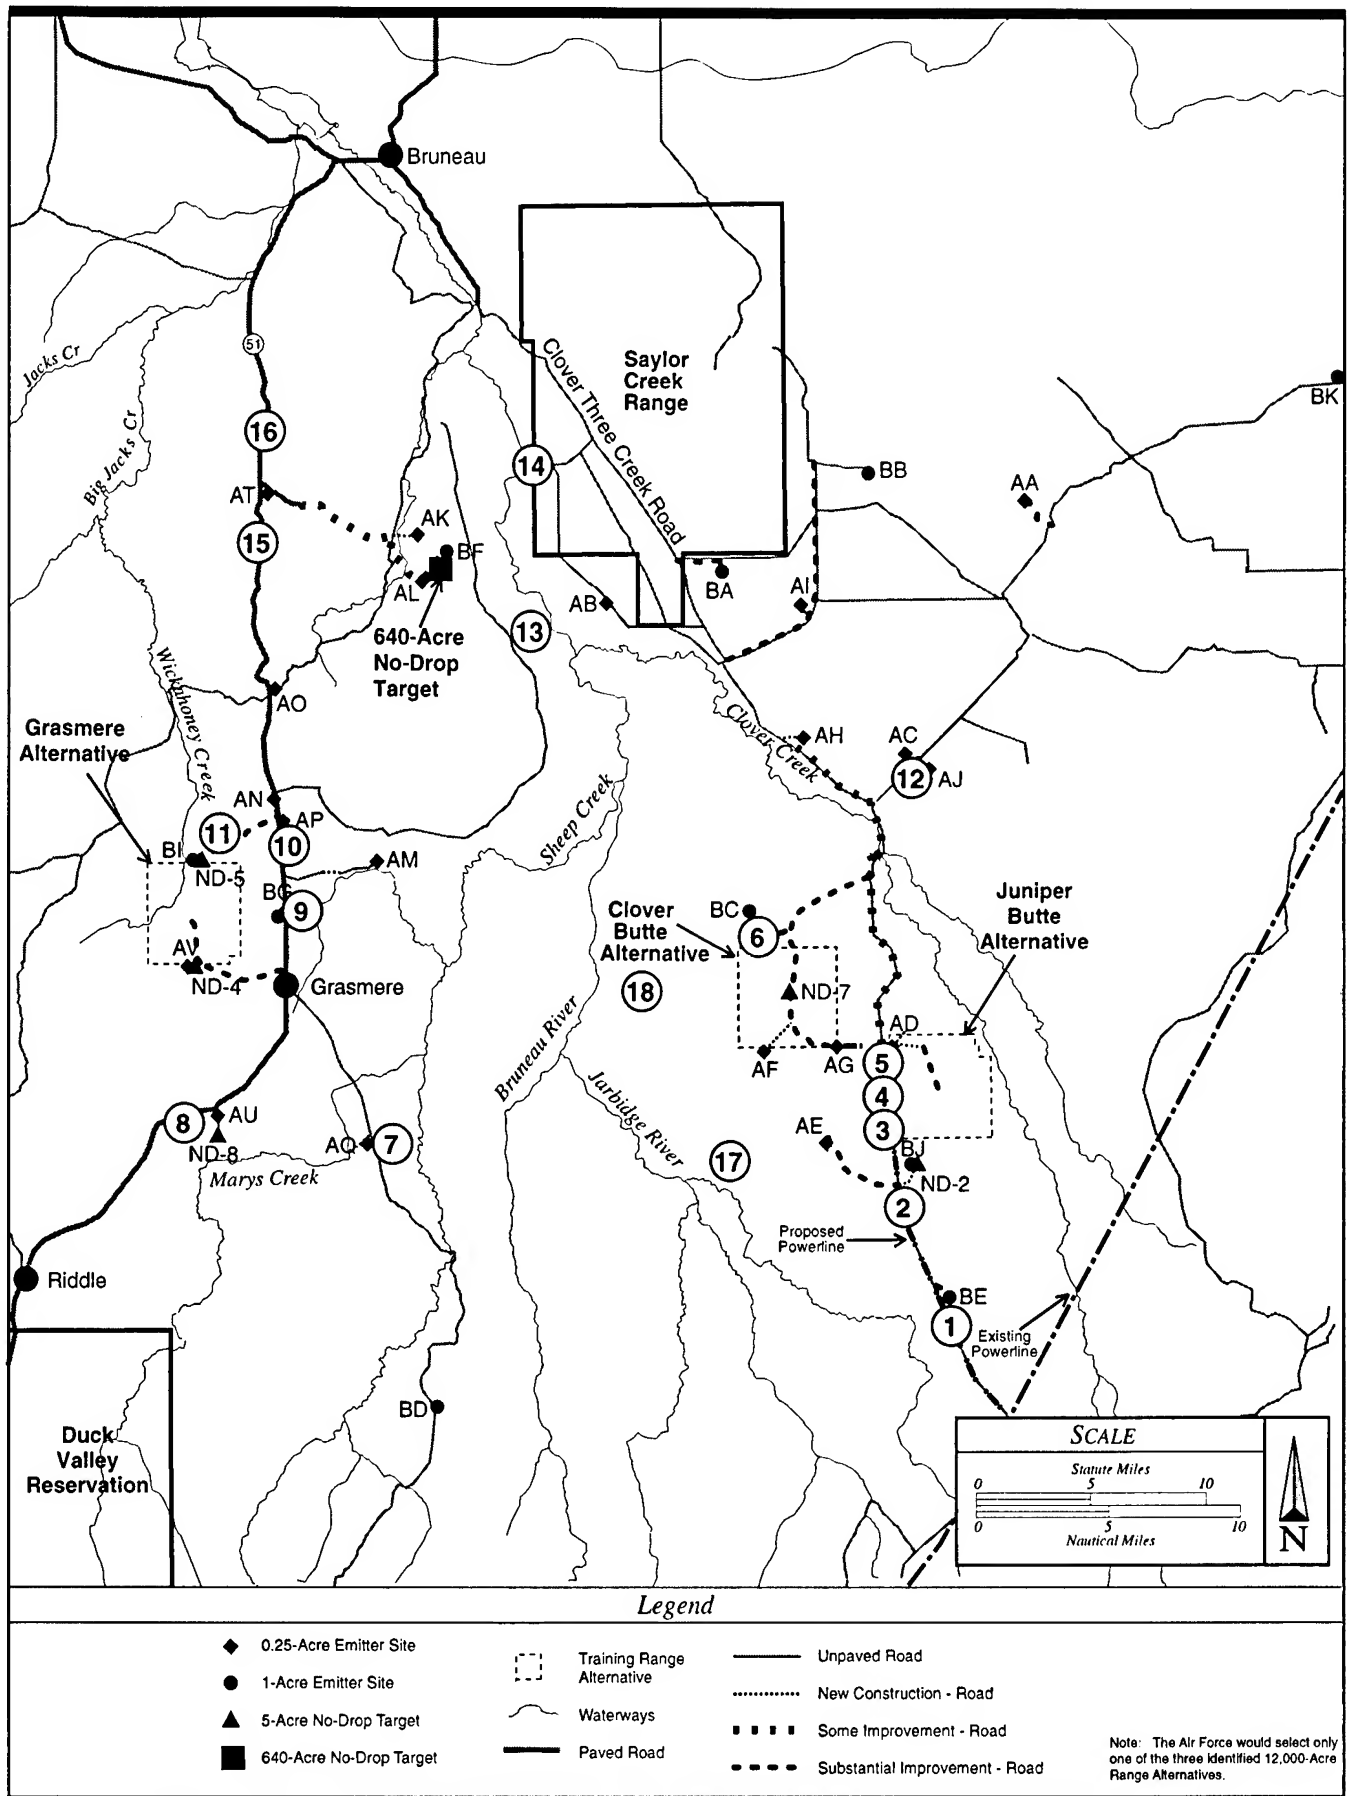 Bruneau
51
Jacks Cr
Big Jacks Cr
Clover Three Creek Road
Saylor
Creek
Range
BK
16
14
BB
AA
AT
15
AK
BF
AL
BA
AI
AB
640-Acre
No-Drop
Target
13
Wickahoney Creek
AO
Grasmere
Alternative
Clover Creek
AH
AC
12
AJ
AN
AP
11
10
Sheep Creek
BI
ND-5
AM
BG
9
Clover
Butte
Alternative
BC
6
Juniper
Butte
Alternative
AV
ND-4
Grasmere
18
ND-7
Bruneau River
AD
AF
AG
5
4
3
Jarbidge River
8
AU
ND-8
AQ
7
Marys Creek
AE
17
BJ
ND-2
2
Proposed
Powerline
Riddle
BE
1
Existing
Powerline
BD
Duck
Valley
Reservation
SCALE
Statute Miles
0 5 10
0 5 10
Nautical Miles
N
Legend
0.25-Acre Emitter Site
1-Acre Emitter Site
5-Acre No-Drop Target
640-Acre No-Drop Target
Training Range
Alternative
Waterways
Paved Road
Unpaved Road
New Construction - Road
Some Improvement - Road
Substantial Improvement - Road
Note: The Air Force would select only
one of the three identified 12,000-Acre
Range Alternatives.